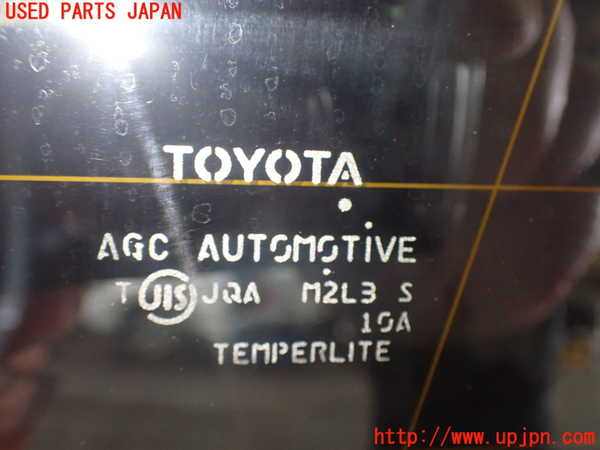 USED PARTS JAPAN
TOYOTA
AGC AUTOMOTIVE
T JIS JQA M2L3 S
10A
TEMPERLITE
http://www.upjpn.com/